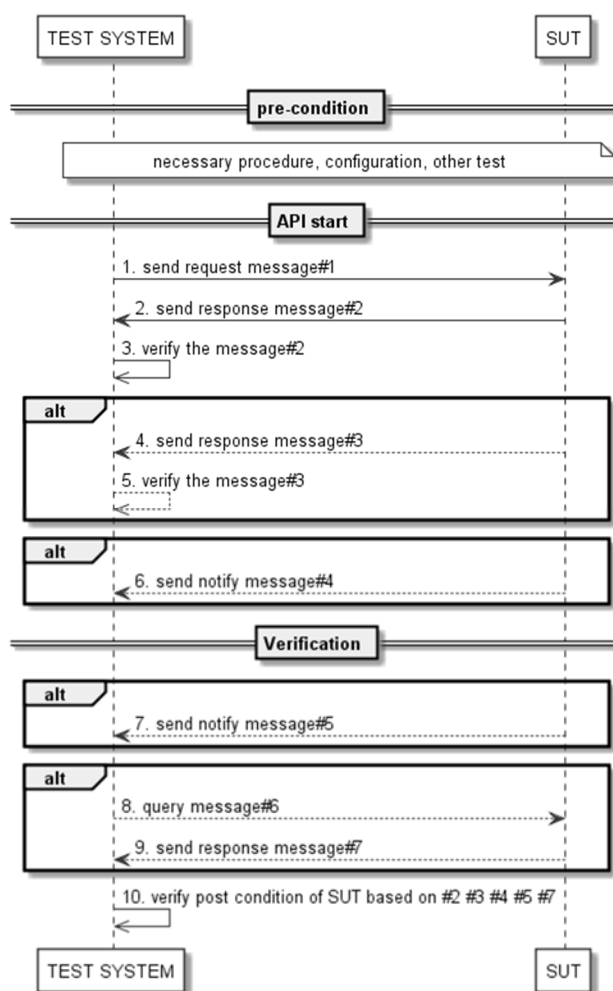 TEST SYSTEM
SUT
pre-condition
necessary procedure, configuration, other test
API start
1. send request message#1
2. send response message#2
3. verify the message#2
alt
4. send response message#3
5. verify the message#3
alt
6. send notify message#4
Verification
alt
7. send notify message#5
alt
8. query message#6
9. send response message#7
10. verify post condition of SUT based on #2 #3 #4 #5 #7
TEST SYSTEM
SUT